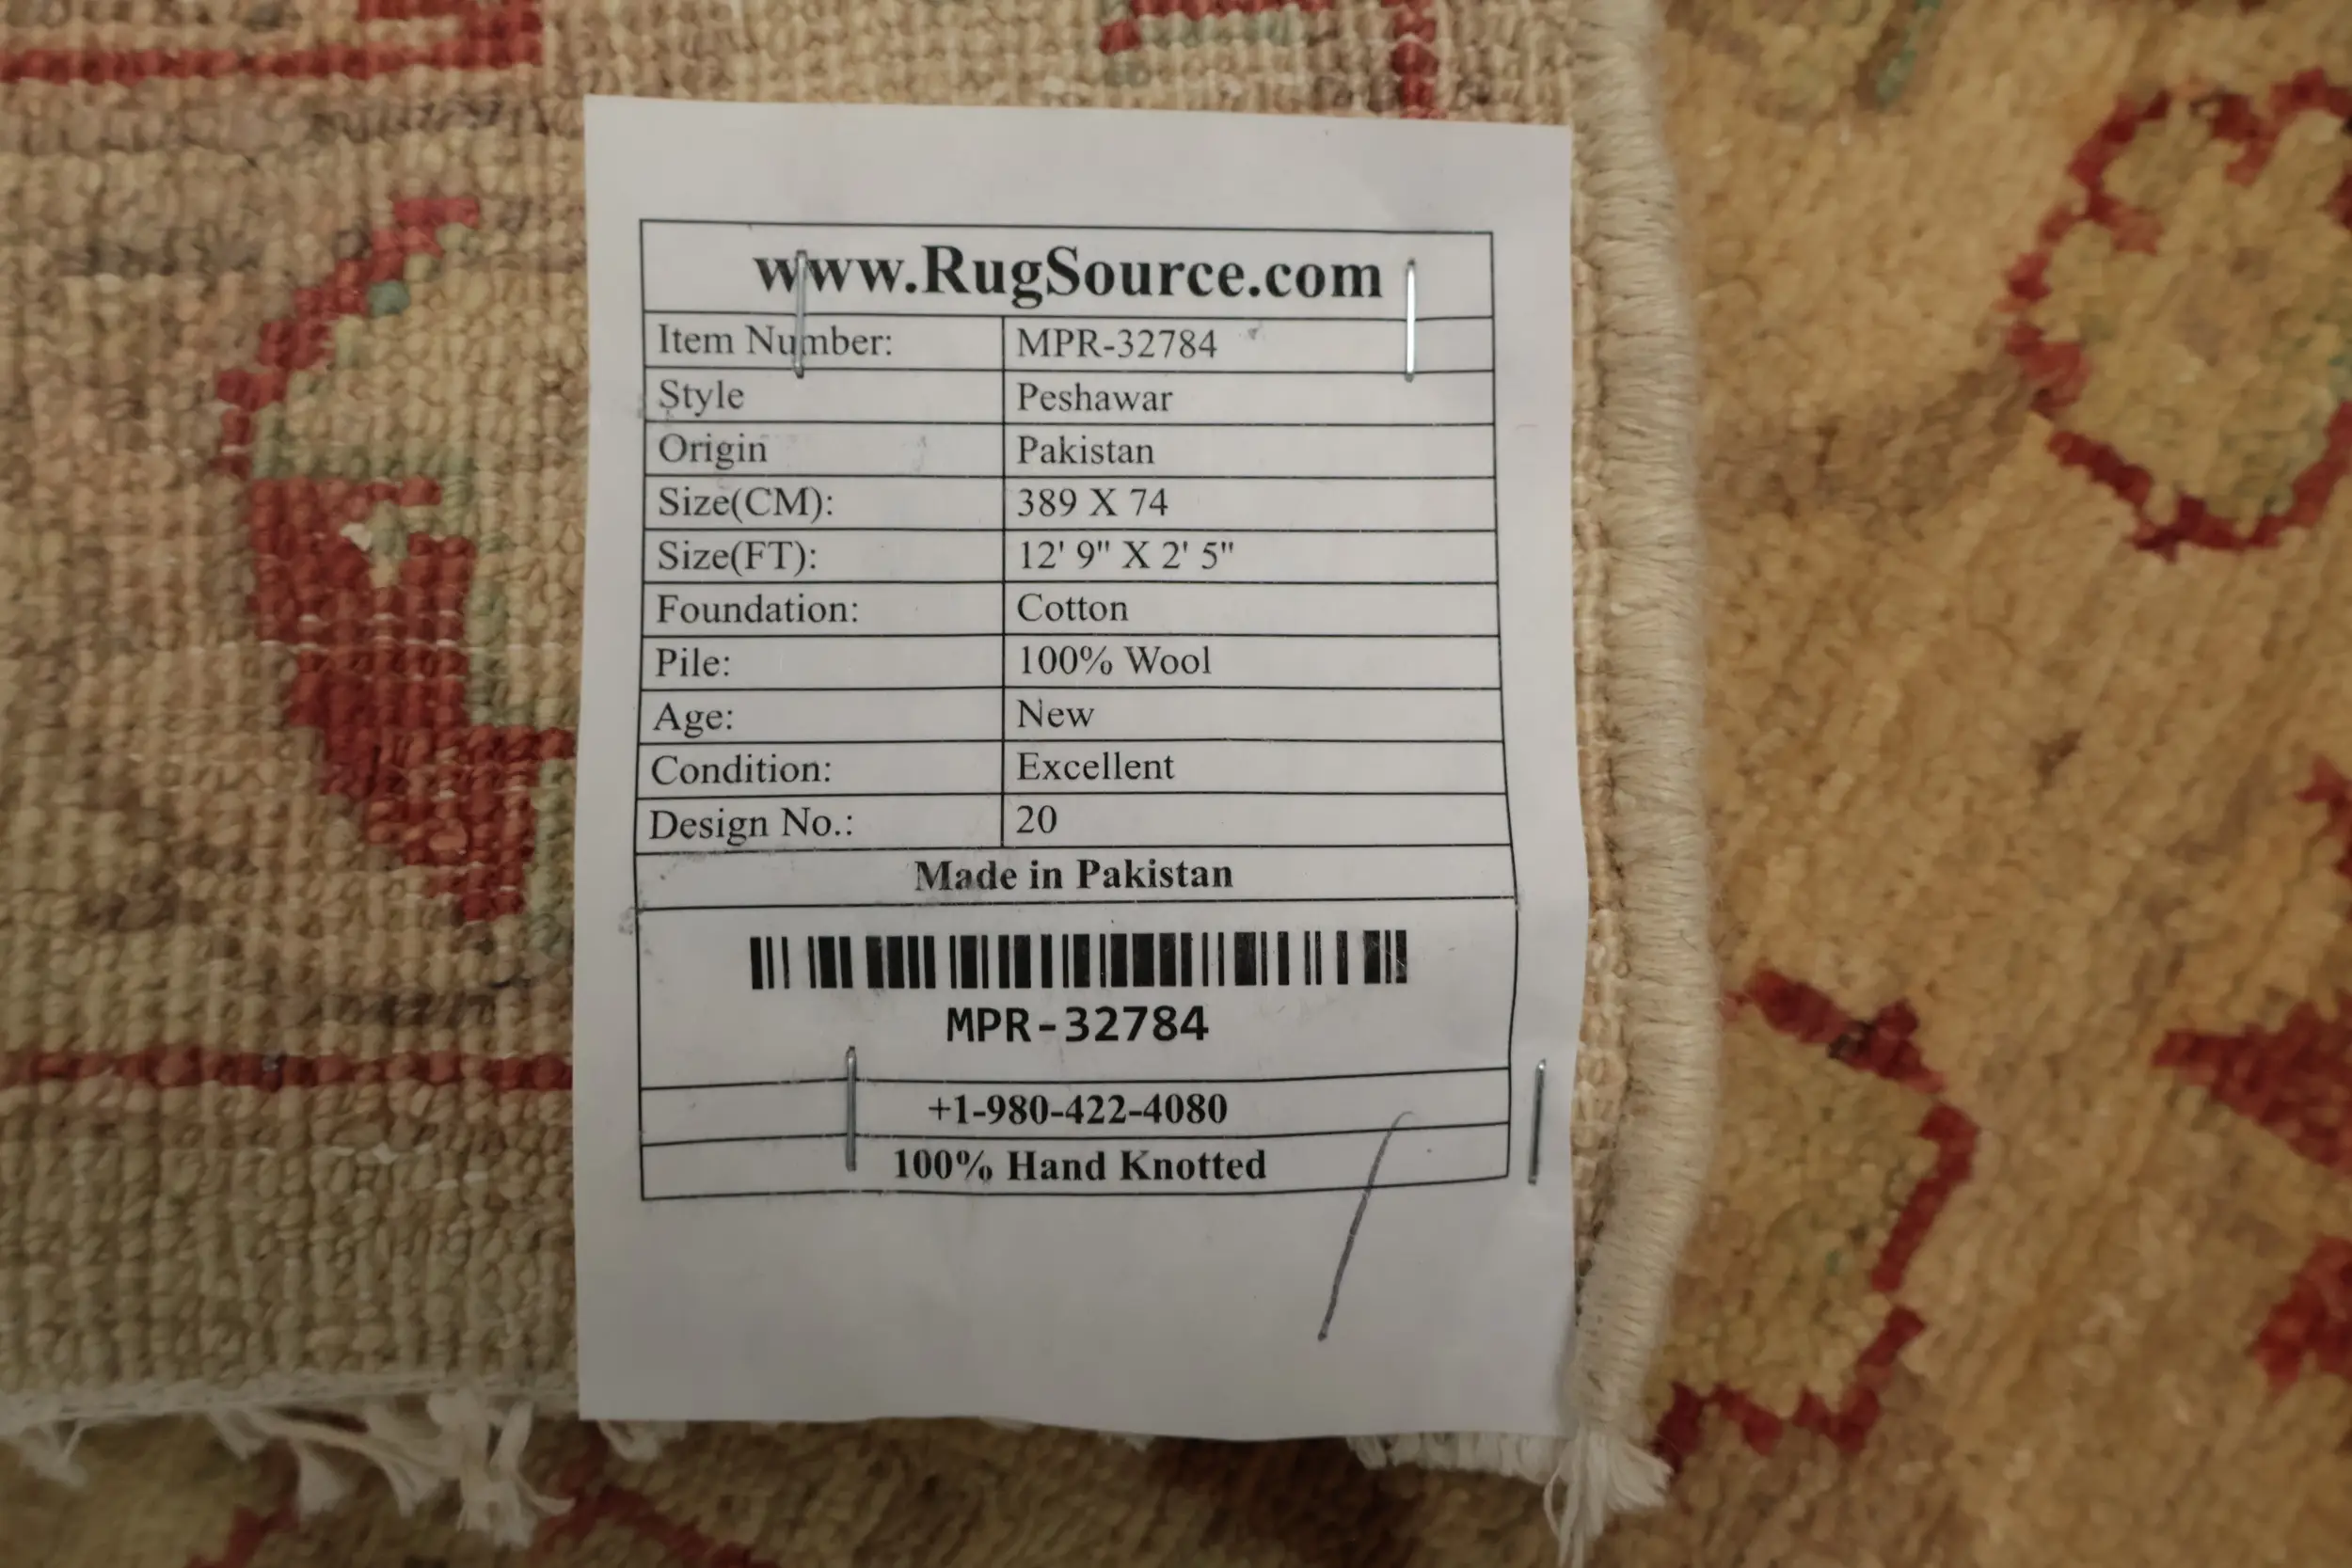 www.RugSource.com
Item Number: MPR-32784
Style Peshawar
Origin Pakistan
Size(CM): 389 X 74
Size(FT): 12' 9" X 2' 5"
Foundation: Cotton
Pile: 100% Wool
Age: New
Condition: Excellent
Design No.: 20
Made in Pakistan
MPR-32784
+1-980-422-4080
100% Hand Knotted